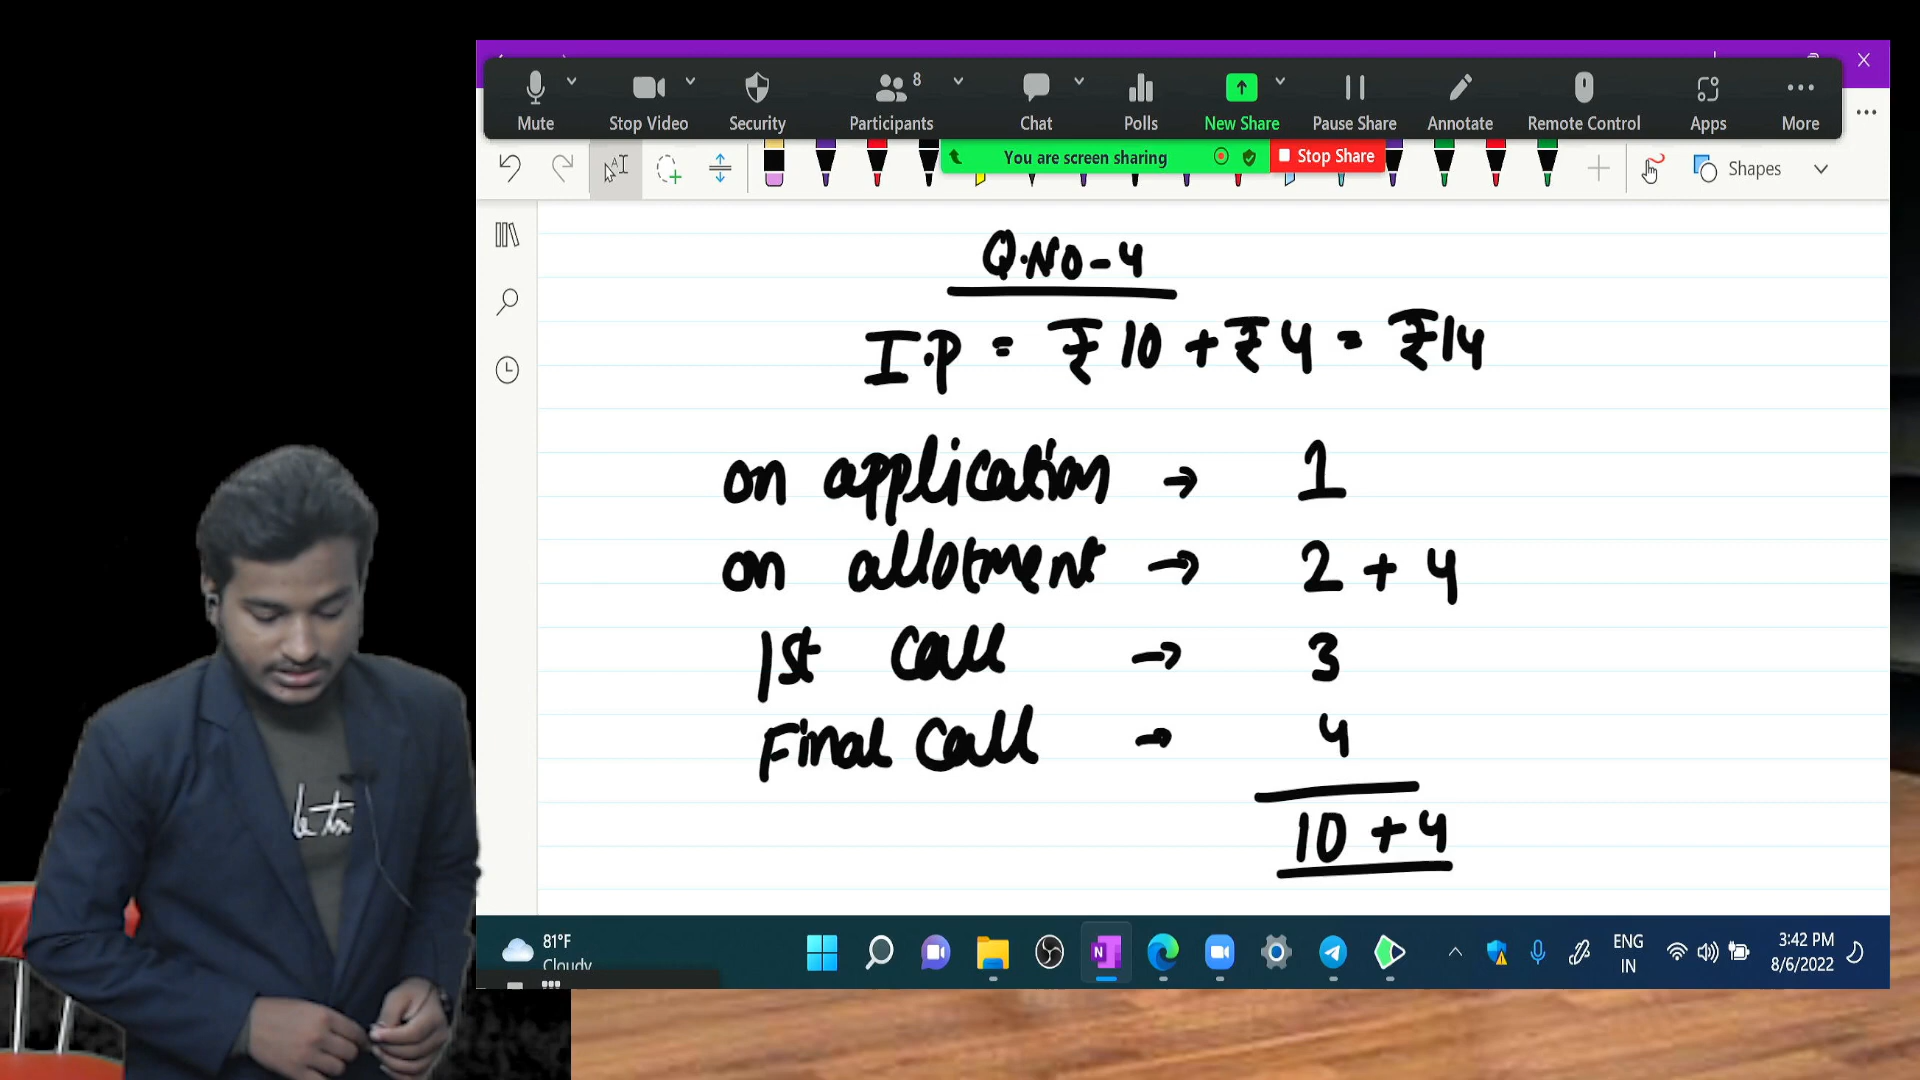 8
Mute Stop Video Security Participants Chat Polls New Share Pause Share Annotate Remote Control Apps More
You are screen sharing Stop Share
Shapes
Q.NO-4
I.P = ₹10 + ₹4 = ₹14
on application → 1
on allotment → 2 + 4
1st call → 3
Final call → 4
10 + 4
81°F
Cloudy
ENG
IN
3:42 PM
8/6/2022